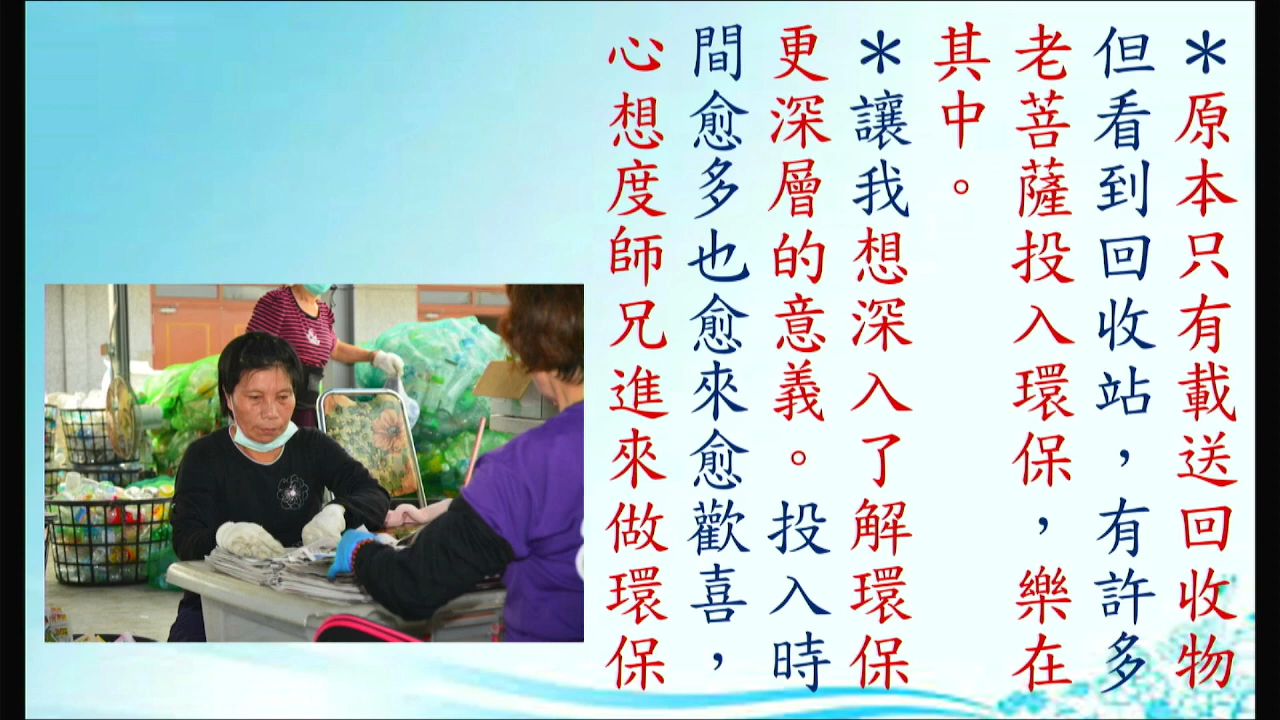 ＊原本只有載送回收物
但看到回收站，有許多
老菩薩投入環保，樂在
其中。
＊讓我想深入了解環保
更深層的意義。投入時
間愈多也愈來愈歡喜，
心想度師兄進來做環保